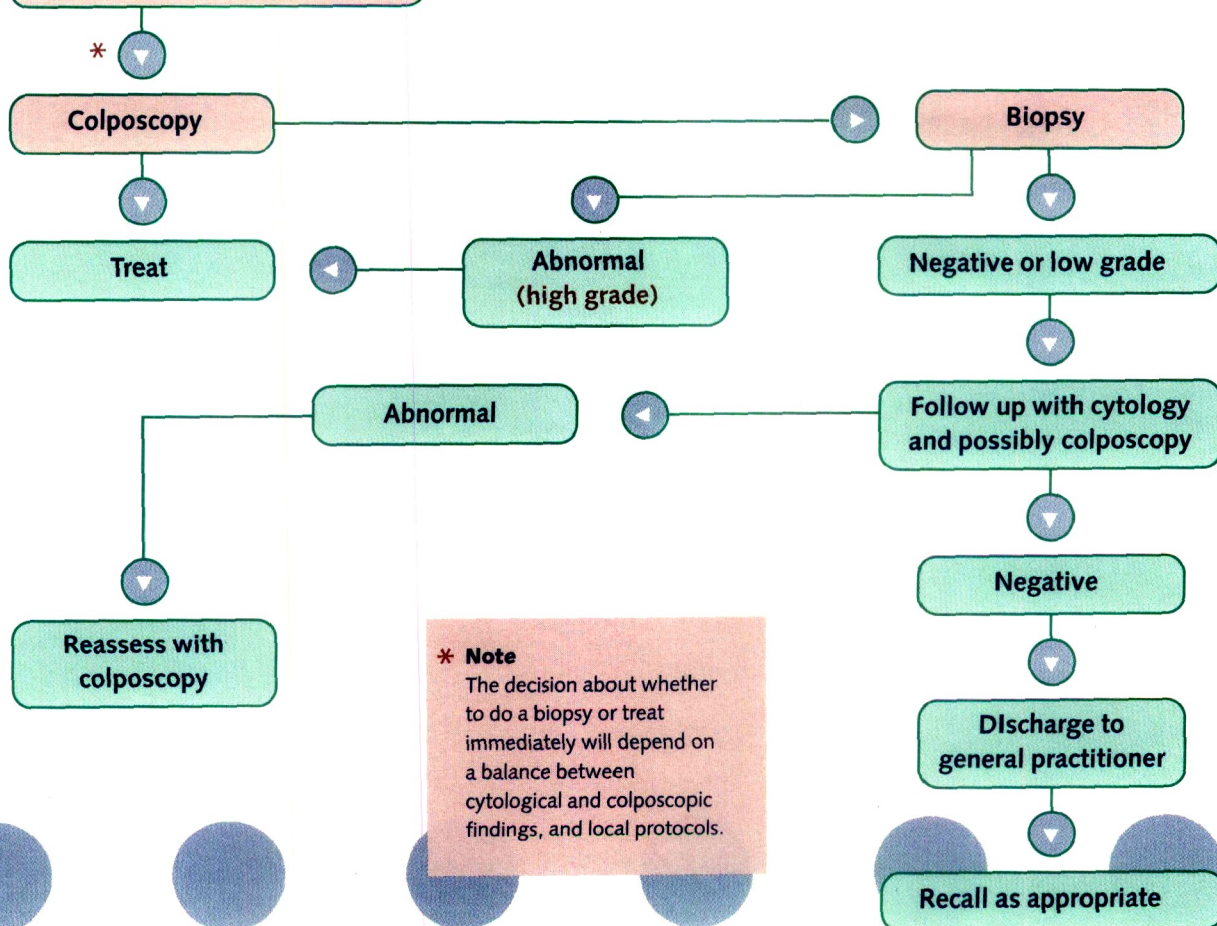 *
Colposcopy
Biopsy
Treat
Abnormal
(high grade)
Negative or low grade
Abnormal
Follow up with cytology
and possibly colposcopy
Negative
Reassess with
colposcopy
* Note
The decision about whether
to do a biopsy or treat
immediately will depend on
a balance between
cytological and colposcopic
findings, and local protocols.
DIscharge to
general practitioner
Recall as appropriate